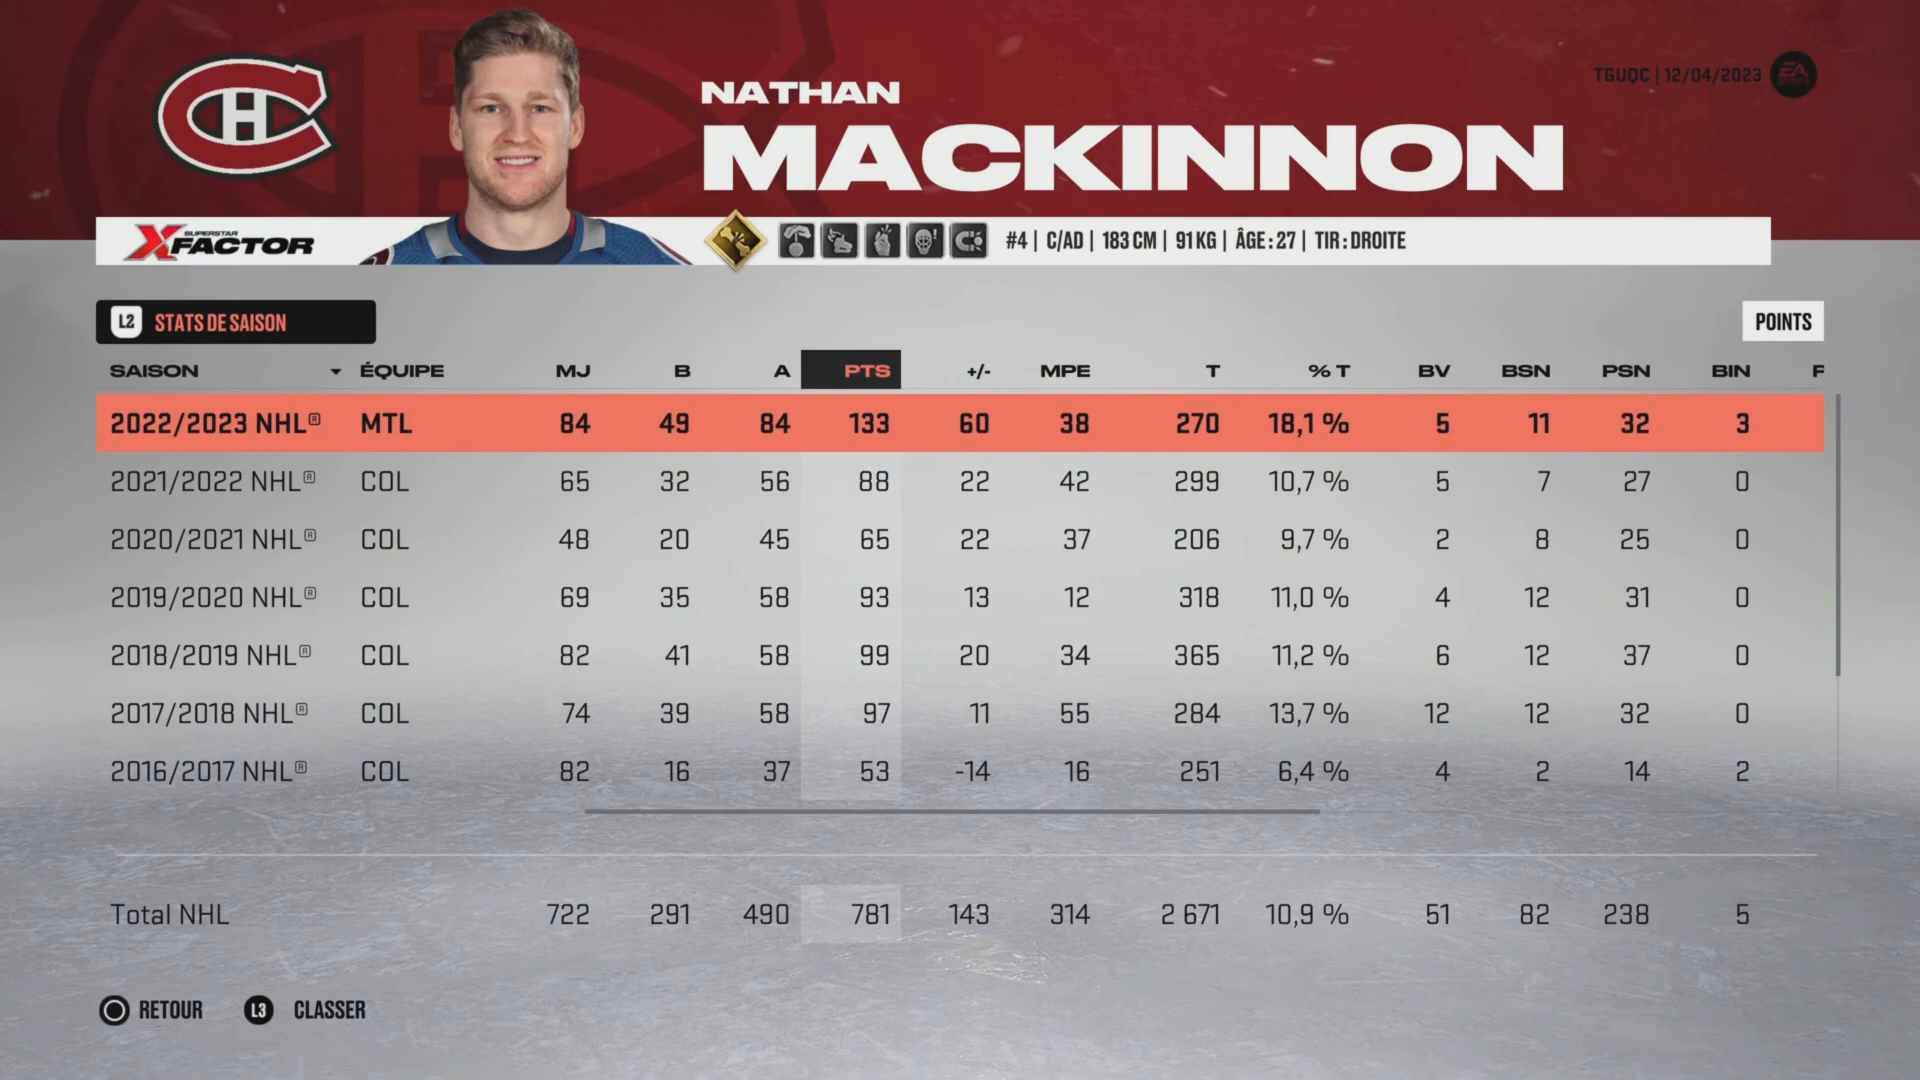 NATHAN
MACKINNON
TGUQC | 12/04/2023
EA
CH
SUPERSTAR
X FACTOR
#4 | C/AD | 183 CM | 91 KG | ÂGE : 27 | TIR : DROITE
L2 STATS DE SAISON
POINTS
SAISON ÉQUIPE MJ B A PTS +/- MPE T % T BV BSN PSN BIN
2022/2023 NHL® MTL 84 49 84 133 60 38 270 18,1 % 5 11 32 3
2021/2022 NHL® COL 65 32 56 88 22 42 299 10,7 % 5 7 27 0
2020/2021 NHL® COL 48 20 45 65 22 37 206 9,7 % 2 8 25 0
2019/2020 NHL® COL 69 35 58 93 13 12 318 11,0 % 4 12 31 0
2018/2019 NHL® COL 82 41 58 99 20 34 365 11,2 % 6 12 37 0
2017/2018 NHL® COL 74 39 58 97 11 55 284 13,7 % 12 12 32 0
2016/2017 NHL® COL 82 16 37 53 -14 16 251 6,4 % 4 2 14 2
Total NHL 722 291 490 781 143 314 2 671 10,9 % 51 82 238 5
RETOUR L3 CLASSER